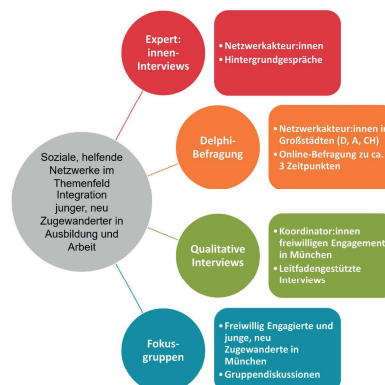 Expert:
innen-
Interviews
• Netzwerkakteur:innen
• Hintergrundgespräche
Soziale, helfende
Netzwerke im
Themenfeld
Integration
junger, neu
Zugewanderter in
Ausbildung und
Arbeit
Delphi-
Befragung
• Netzwerkakteur:innen in
Großstädten (D, A, CH)
• Online-Befragung zu ca.
3 Zeitpunkten
Qualitative
Interviews
• Koordinator:innen
freiwilligen Engagement
in München
• Leitfadengestützte
Interviews
Fokus-
gruppen
• Freiwillig Engagierte und
junge, neu
Zugewanderte in
München
• Gruppendiskussionen